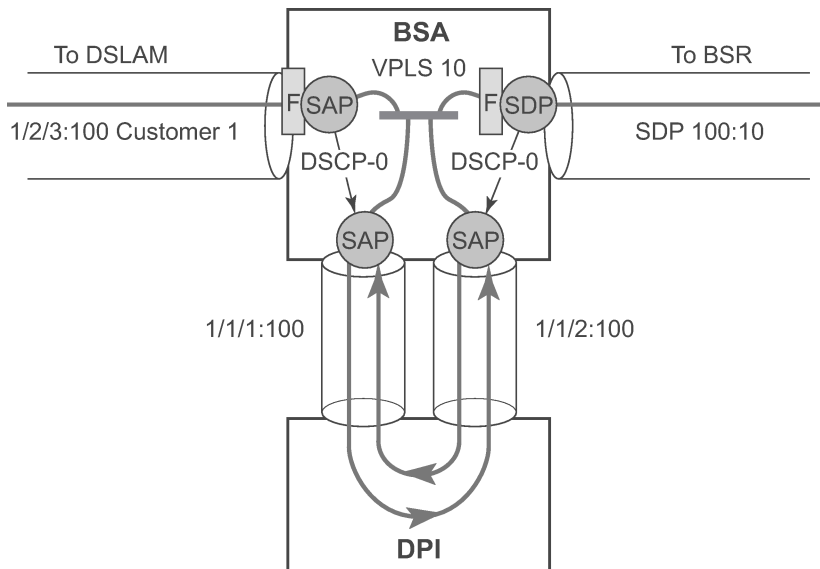 BSA
To DSLAM
VPLS 10
To BSR
F
SAP
F
SDP
1/2/3:100 Customer 1
SDP 100:10
DSCP-0
DSCP-0
SAP
SAP
1/1/1:100
1/1/2:100
DPI